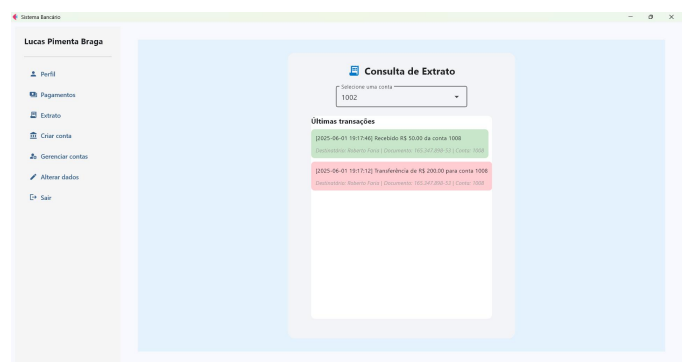 Sistema Bancário
Lucas Pimenta Braga
Perfil
Pagamentos
Extrato
Criar conta
Gerenciar contas
Alterar dados
Sair
Consulta de Extrato
Selecione uma conta
1002
Últimas transações
[2025-06-01 19:17:46] Recebido R$ 50.00 da conta 1008
Destinatário: Roberto Faria | Documento: 165.247.898-53 | Conta: 1008
[2025-06-01 19:17:12] Transferência de R$ 200.00 para conta 1008
Destinatário: Roberto Faria | Documento: 165.247.898-53 | Conta: 1008